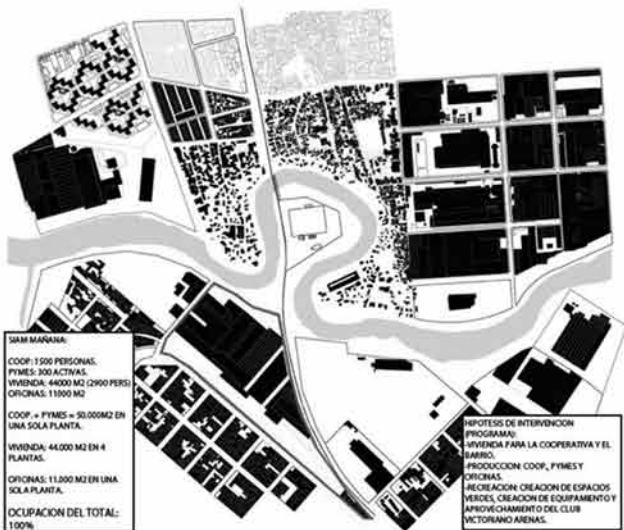 SIAM MAÑANA:
COOP: 1500 PERSONAS.
PYMES: 300 ACTIVAS.
VIVIENDA: 44000 M2 (2900 PERS)
OFICINAS: 11000 M2
COOP. + PYMES = 50.000M2 EN
UNA SOLA PLANTA.
VIVIENDA: 44.000 M2 EN 4
PLANTAS.
OFICINAS: 11.000 M2 EN UNA
SOLA PLANTA.
OCUPACION DEL TOTAL:
100%
HIPOTESIS DE INTERVENCION
(PROGRAMA):
-VIVIENDA PARA LA COOPERATIVA Y EL
BARRIO.
-PRODUCCION: COOP., PYMES Y
OFICINAS.
-RECREACION: CREACION DE ESPACIOS
VERDES, CREACION DE EQUIPAMIENTO Y
APROVECHAMIENTO DEL CLUB
VICTORIANO ARENAS.